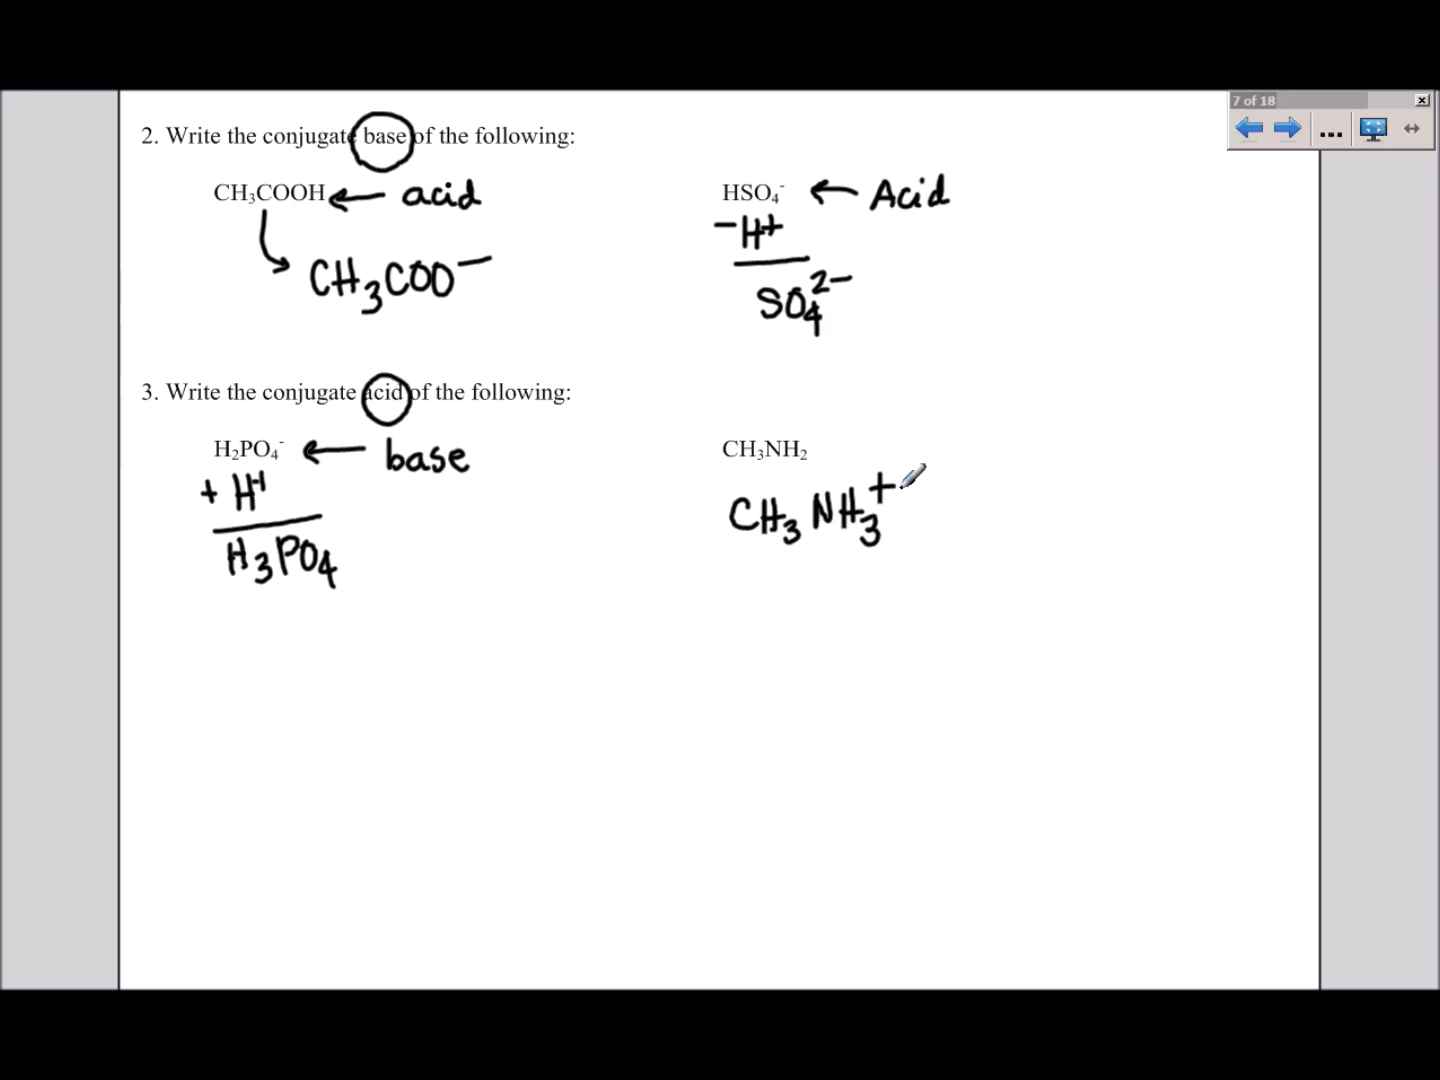 7 of 18
2. Write the conjugate base of the following:
CH₃COOH ← acid
HSO₄⁻ ← Acid
CH₃COO⁻
−H⁺
SO₄²⁻
3. Write the conjugate acid of the following:
H₂PO₄⁻ ← base
CH₃NH₂
+ H⁺
H₃PO₄
CH₃NH₃⁺